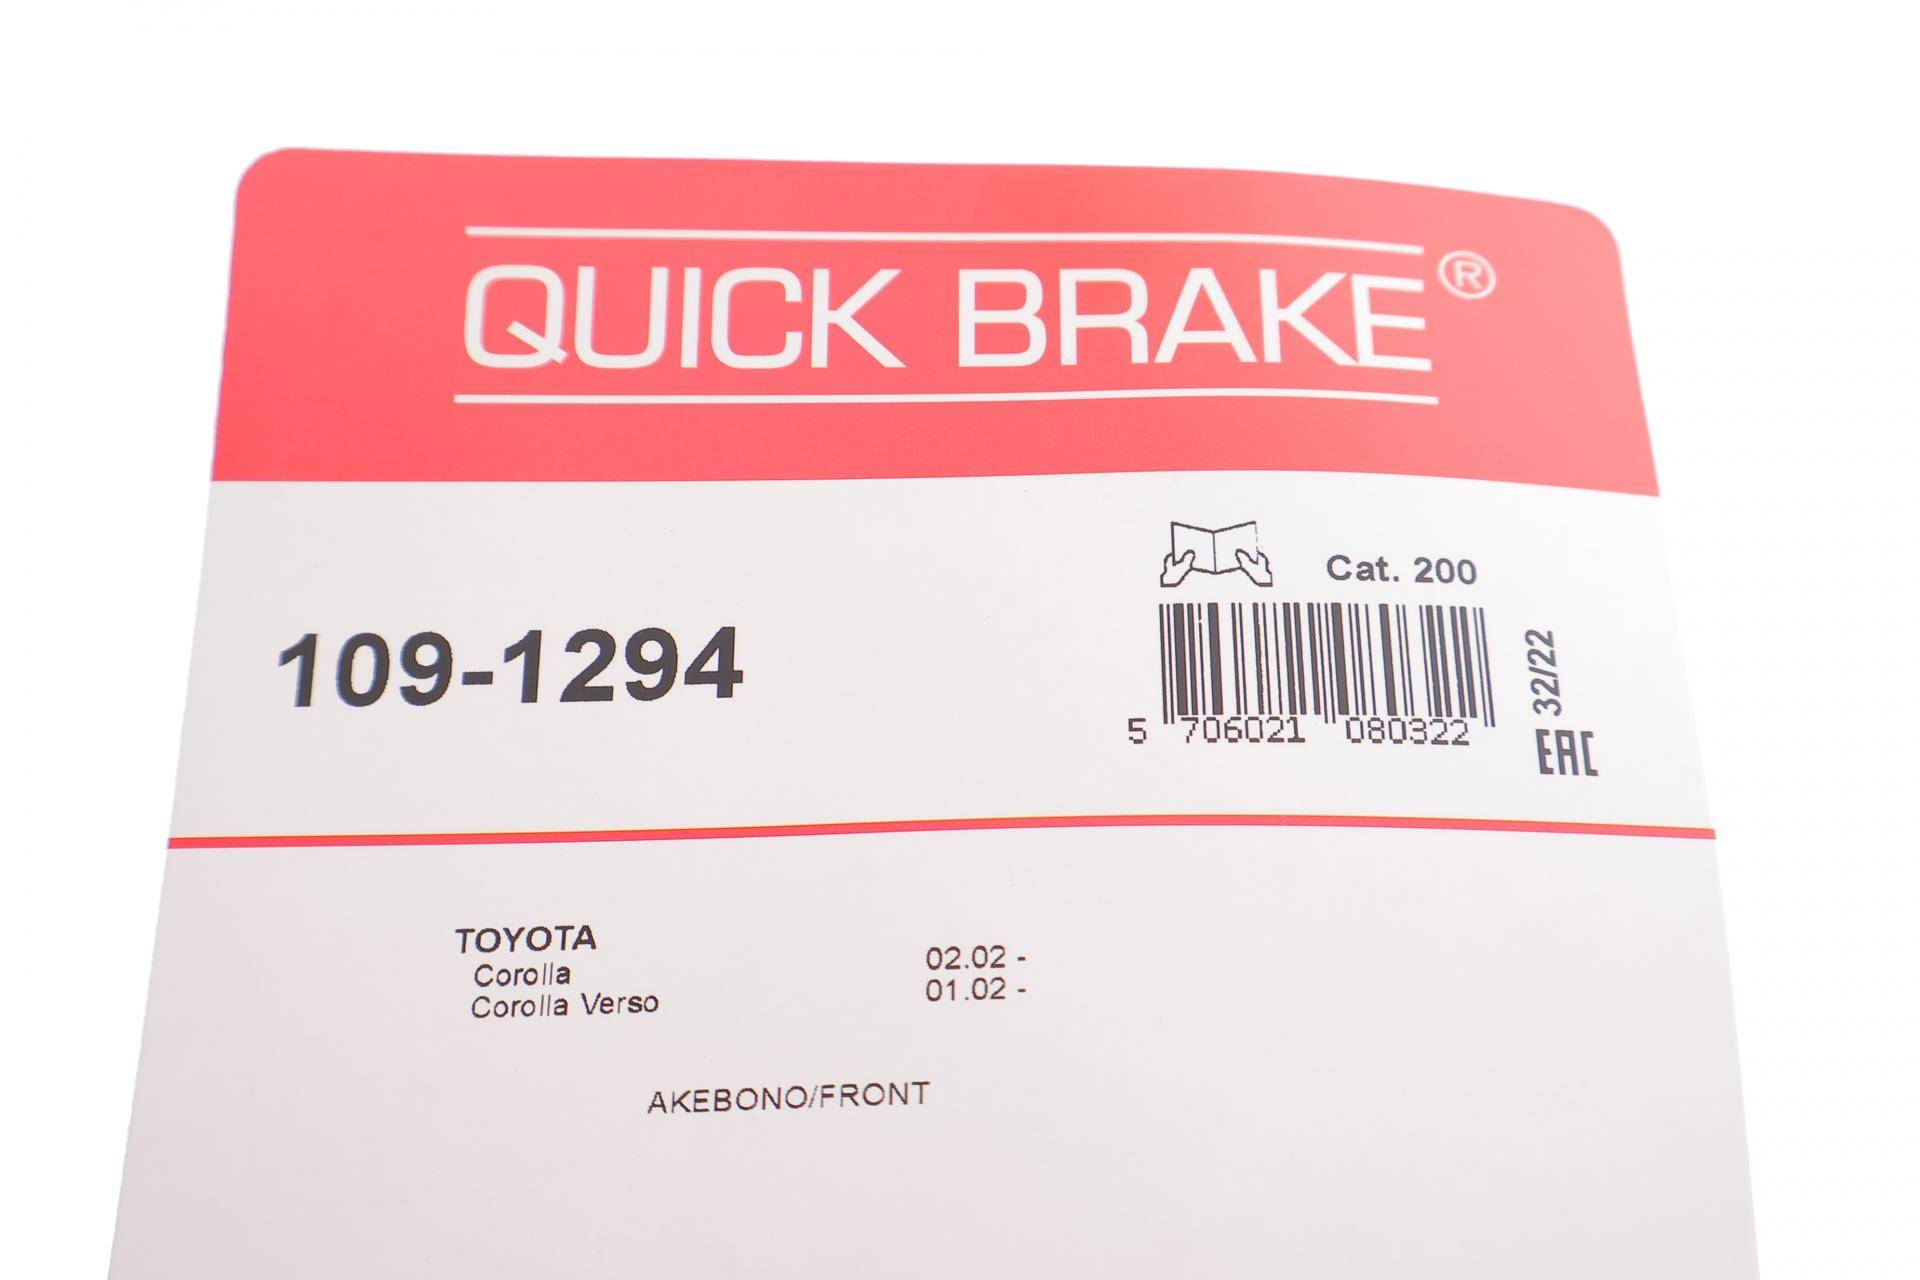 QUICK BRAKE®
Cat. 200
109-1294
5 706021 080322
32/22
EAC
TOYOTA
Corolla 02.02 -
Corolla Verso 01.02 -
AKEBONO/FRONT